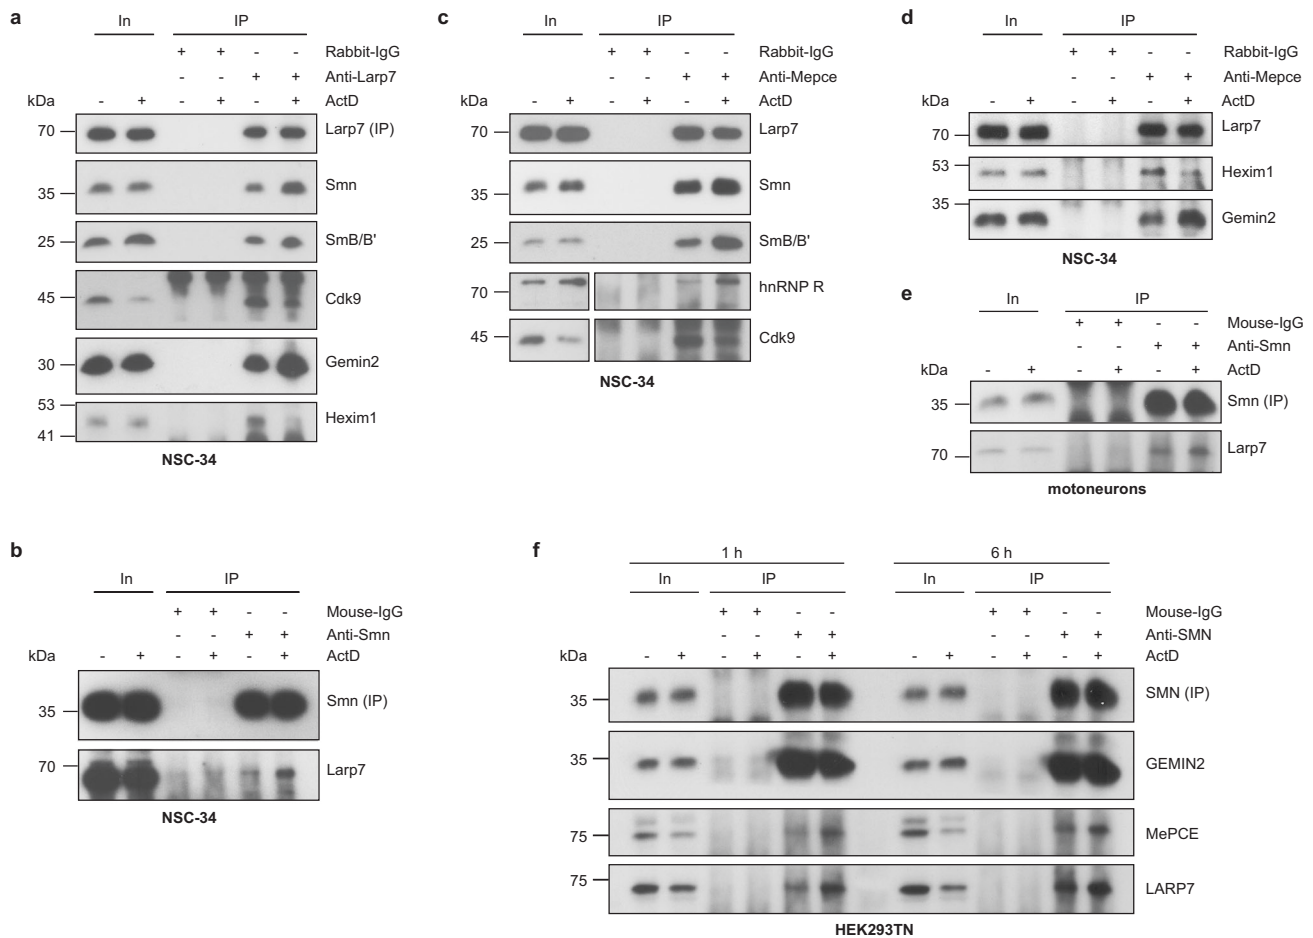 a
In IP
+ + - - Rabbit-IgG
- - + + Anti-Larp7
kDa - + - + - + ActD
70 Larp7 (IP)
35 Smn
25 SmB/B'
45 Cdk9
30 Gemin2
53 Hexim1
41
NSC-34
b
In IP
+ + - - Mouse-IgG
- - + + Anti-Smn
kDa - + - + - + ActD
35 Smn (IP)
70 Larp7
NSC-34
c
In IP
+ + - - Rabbit-IgG
- - + + Anti-Mepce
kDa - + - + - + ActD
70 Larp7
35 Smn
25 SmB/B'
70 hnRNP R
45 Cdk9
NSC-34
d
In IP
+ + - - Rabbit-IgG
- - + + Anti-Mepce
kDa - + - + - + ActD
70 Larp7
53 Hexim1
35 Gemin2
NSC-34
e
In IP
+ + - - Mouse-IgG
- - + + Anti-Smn
kDa - + - + - + ActD
35 Smn (IP)
70 Larp7
motoneurons
f
1 h 6 h
In IP In IP
+ + - - + + - - Mouse-IgG
- - + + - - + + Anti-SMN
kDa - + - + - + - + - + - + ActD
35 SMN (IP)
35 GEMIN2
75 MePCE
75 LARP7
HEK293TN